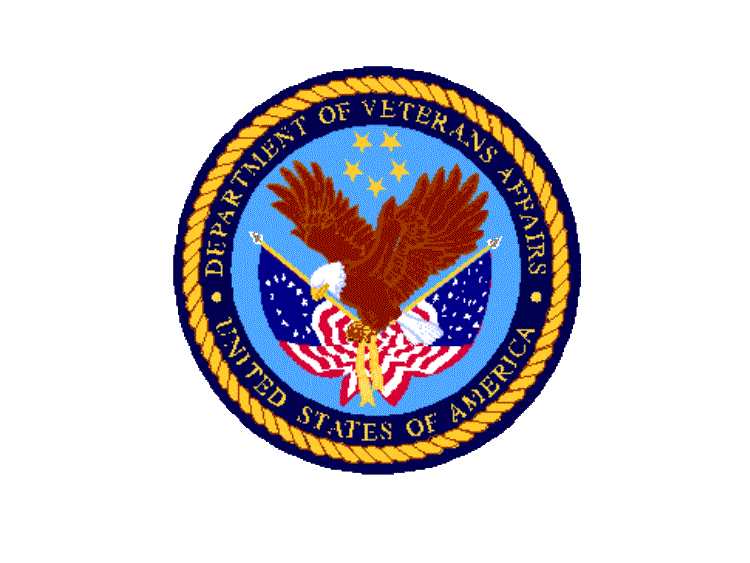 DEPARTMENT OF VETERANS AFFAIRS
UNITED STATES OF AMERICA